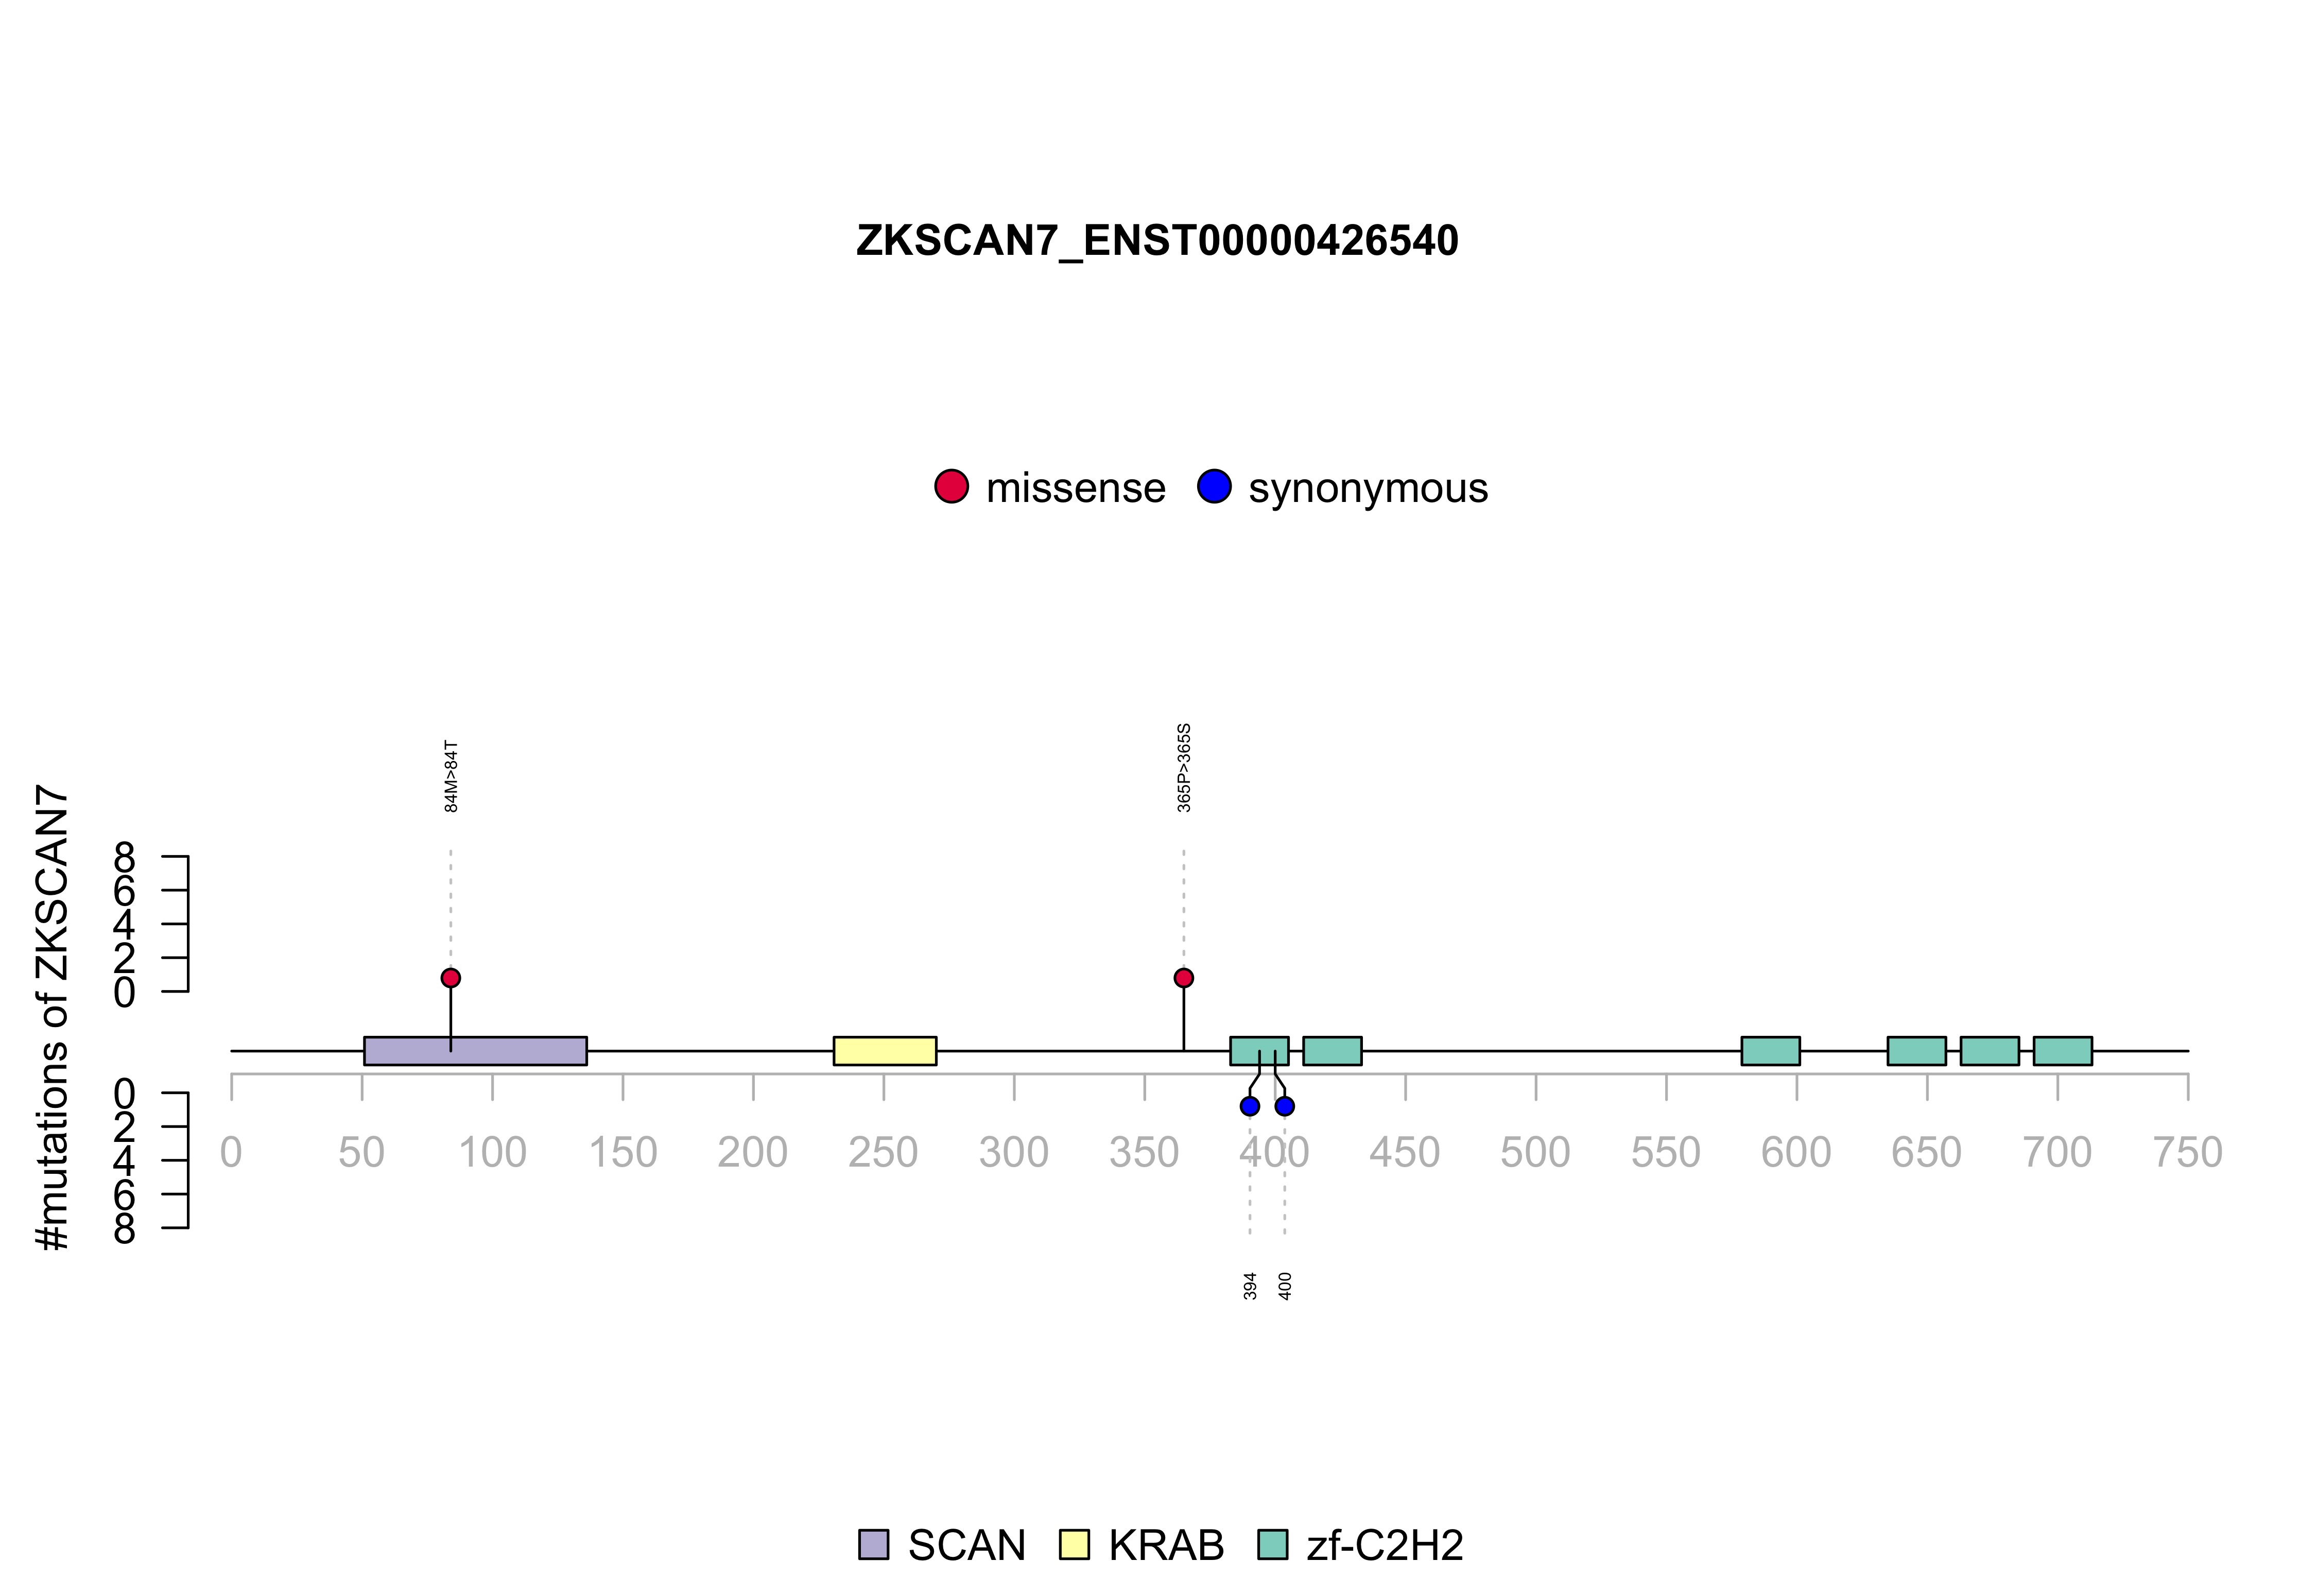 ZKSCAN7_ENST00000426540
missense synonymous
84M>84T 365P>365S
#mutations of ZKSCAN7
8
6
4
2
0
0
2
4
6
8
0 50 100 150 200 250 300 350 400 450 500 550 600 650 700 750
394 400
SCAN KRAB zf-C2H2